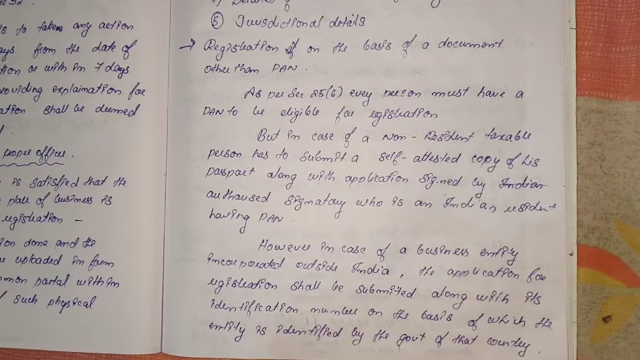 s to taken any action
ays from the date of
tion or with in 7 days
providing explaination for
ation shall be deemed
proper officer.
is satisfied that the
place of business is
registration –
ion done and the
be uploaded in form
ommon portal within
such physical
⑤ Jurisdictional details
→ Registration of on the basis of a document
other than PAN.
As per Sec 25(6) every person must have a
PAN to be eligible for registration
But in case of a Non-Resident taxable
person has to submit a self-attested copy of his
passport along with application signed by Indian
authorused signatory who is an Indian resident
having PAN.
However in case of a business entity
incorporated outside India, the application for
registration shall be submitted along with its
identification number on the basis of which the
entity is identified by the govt of that country.